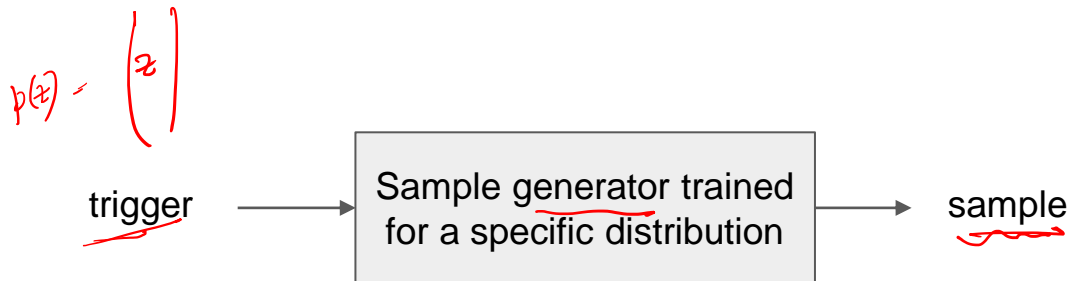 p(z) - (z)
trigger
Sample generator trained
for a specific distribution
sample